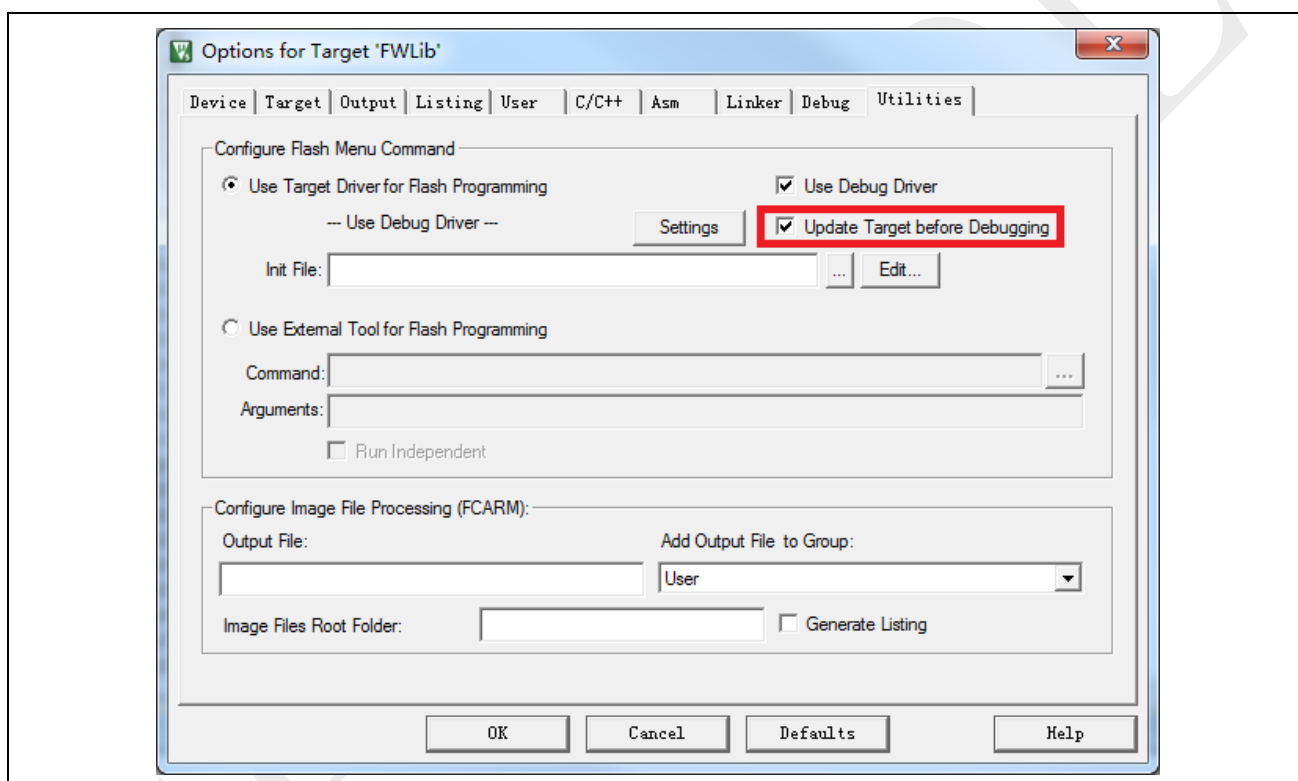 Options for Target 'FWLib'
Device Target Output Listing User C/C++ Asm Linker Debug Utilities
Configure Flash Menu Command
Use Target Driver for Flash Programming Use Debug Driver
--- Use Debug Driver --- Settings Update Target before Debugging
Init File: ... Edit...
Use External Tool for Flash Programming
Command: ...
Arguments:
Run Independent
Configure Image File Processing (FCARM):
Output File: Add Output File to Group:
User
Image Files Root Folder: Generate Listing
OK Cancel Defaults Help